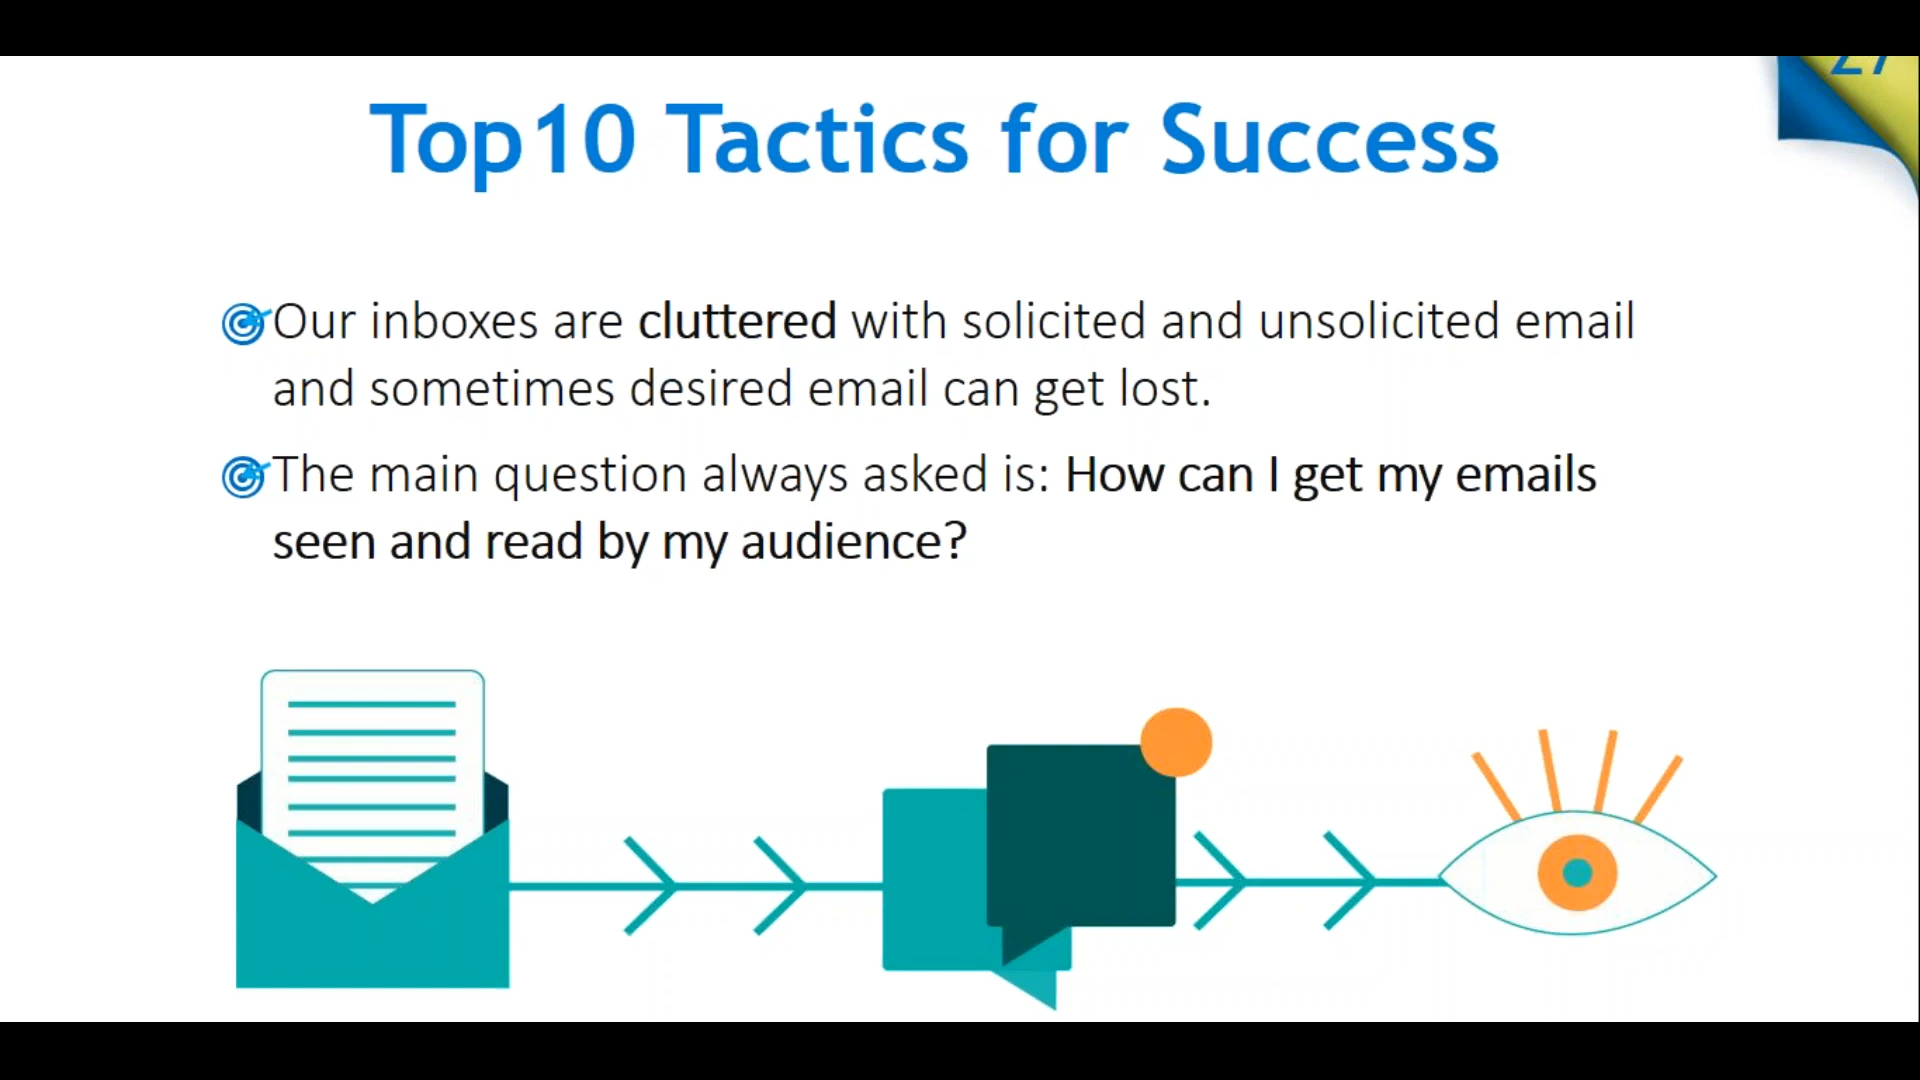 27
Top10 Tactics for Success
Our inboxes are cluttered with solicited and unsolicited email
and sometimes desired email can get lost.
The main question always asked is: How can I get my emails
seen and read by my audience?